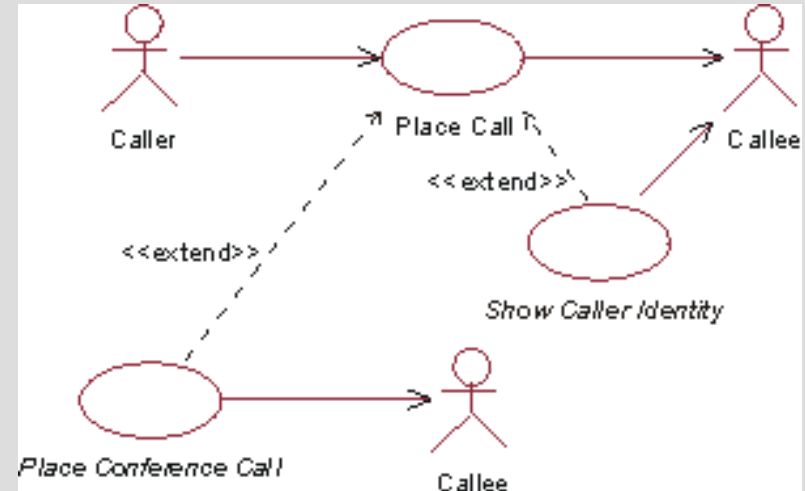 Caller
Place Call
Callee
<<extend>>
<<extend>>
Show Caller Identity
Place Conference Call
Callee